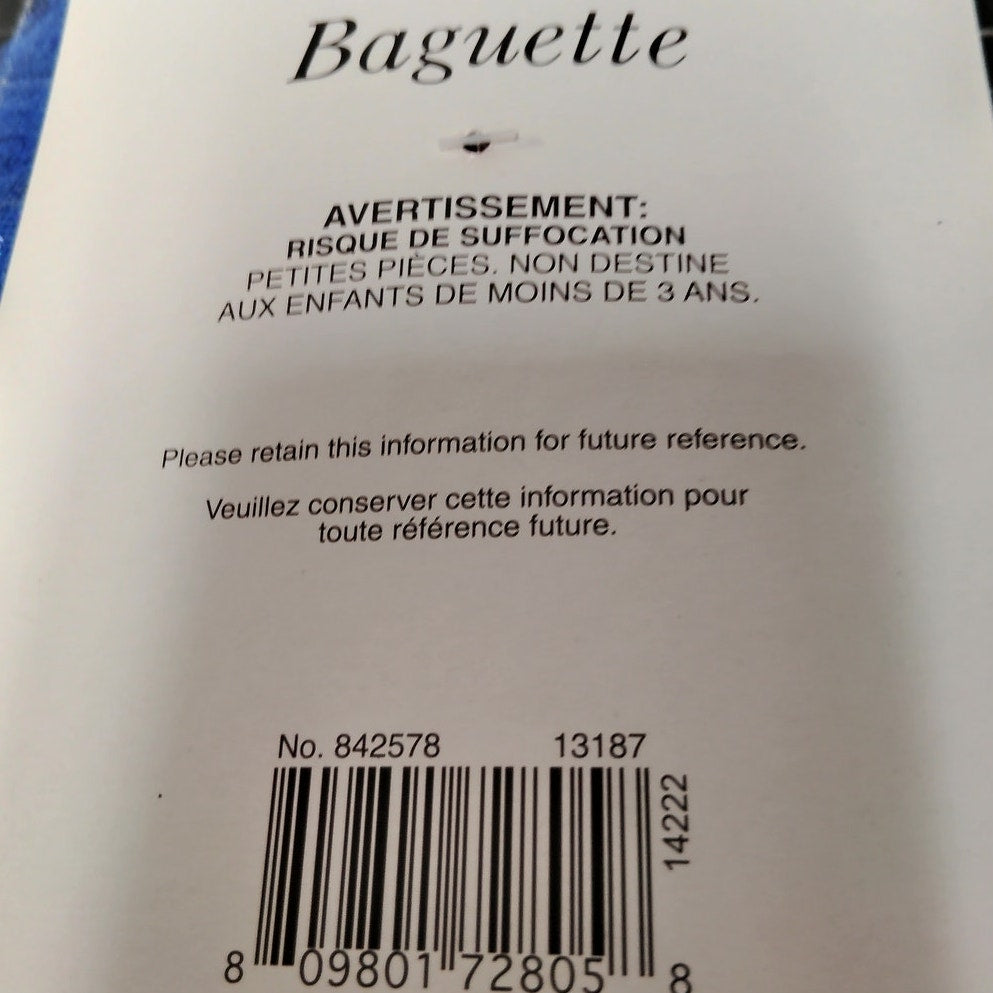 Baguette
AVERTISSEMENT:
RISQUE DE SUFFOCATION
PETITES PIÈCES. NON DESTINE
AUX ENFANTS DE MOINS DE 3 ANS.
Please retain this information for future reference.
Veuillez conserver cette information pour
toute référence future.
No. 842578 13187
14222
8 09801 72805 8